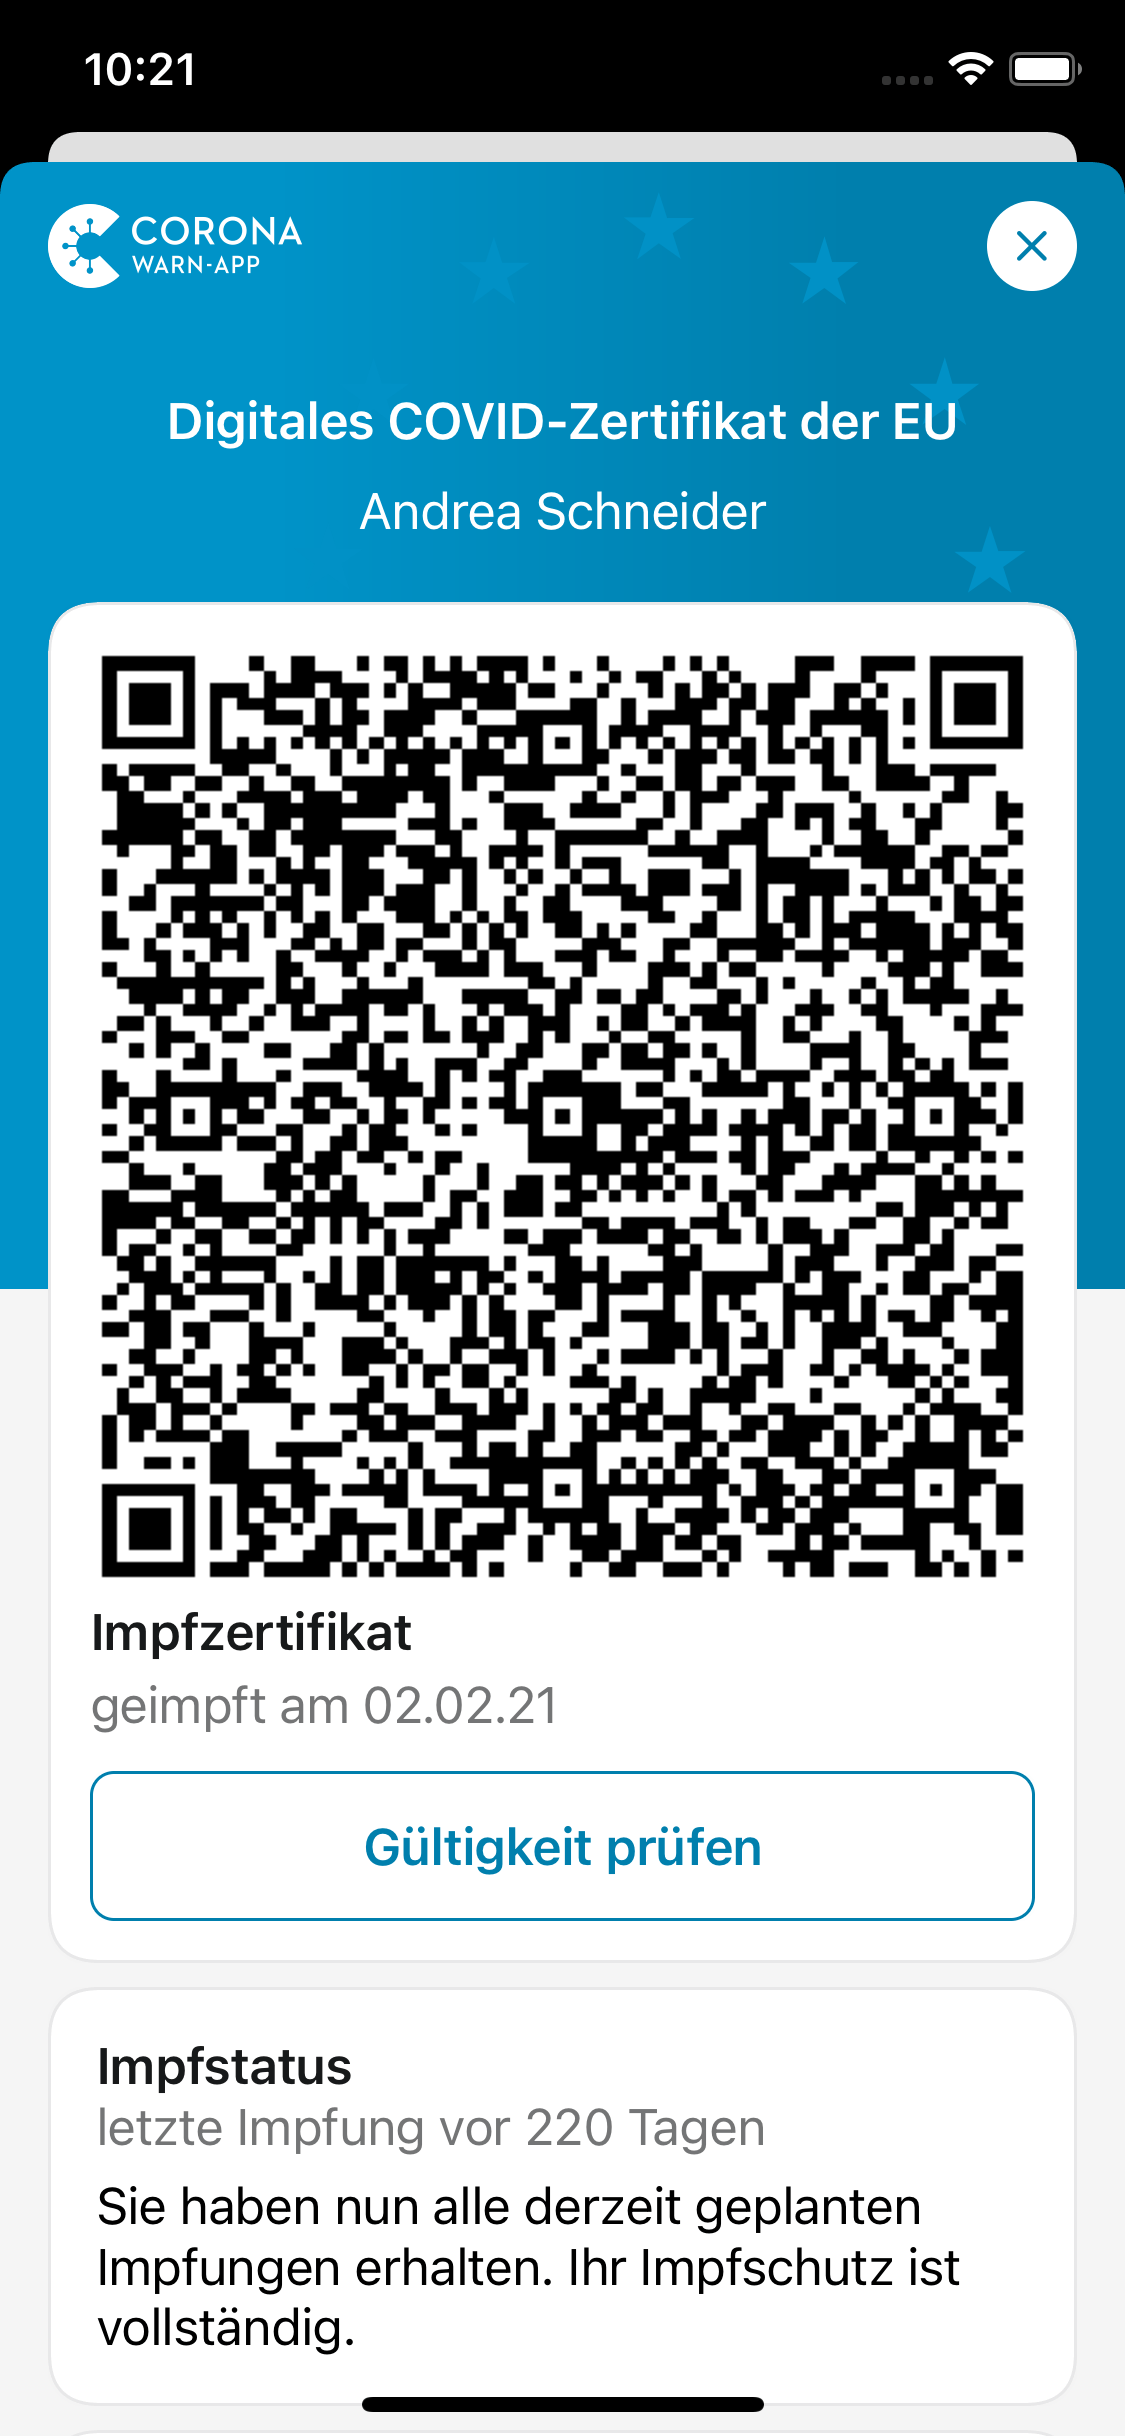 10:21
CORONA
WARN-APP
Digitales COVID-Zertifikat der EU
Andrea Schneider
Impfzertifikat
geimpft am 02.02.21
Gültigkeit prüfen
Impfstatus
letzte Impfung vor 220 Tagen
Sie haben nun alle derzeit geplanten
Impfungen erhalten. Ihr Impfschutz ist
vollständig.